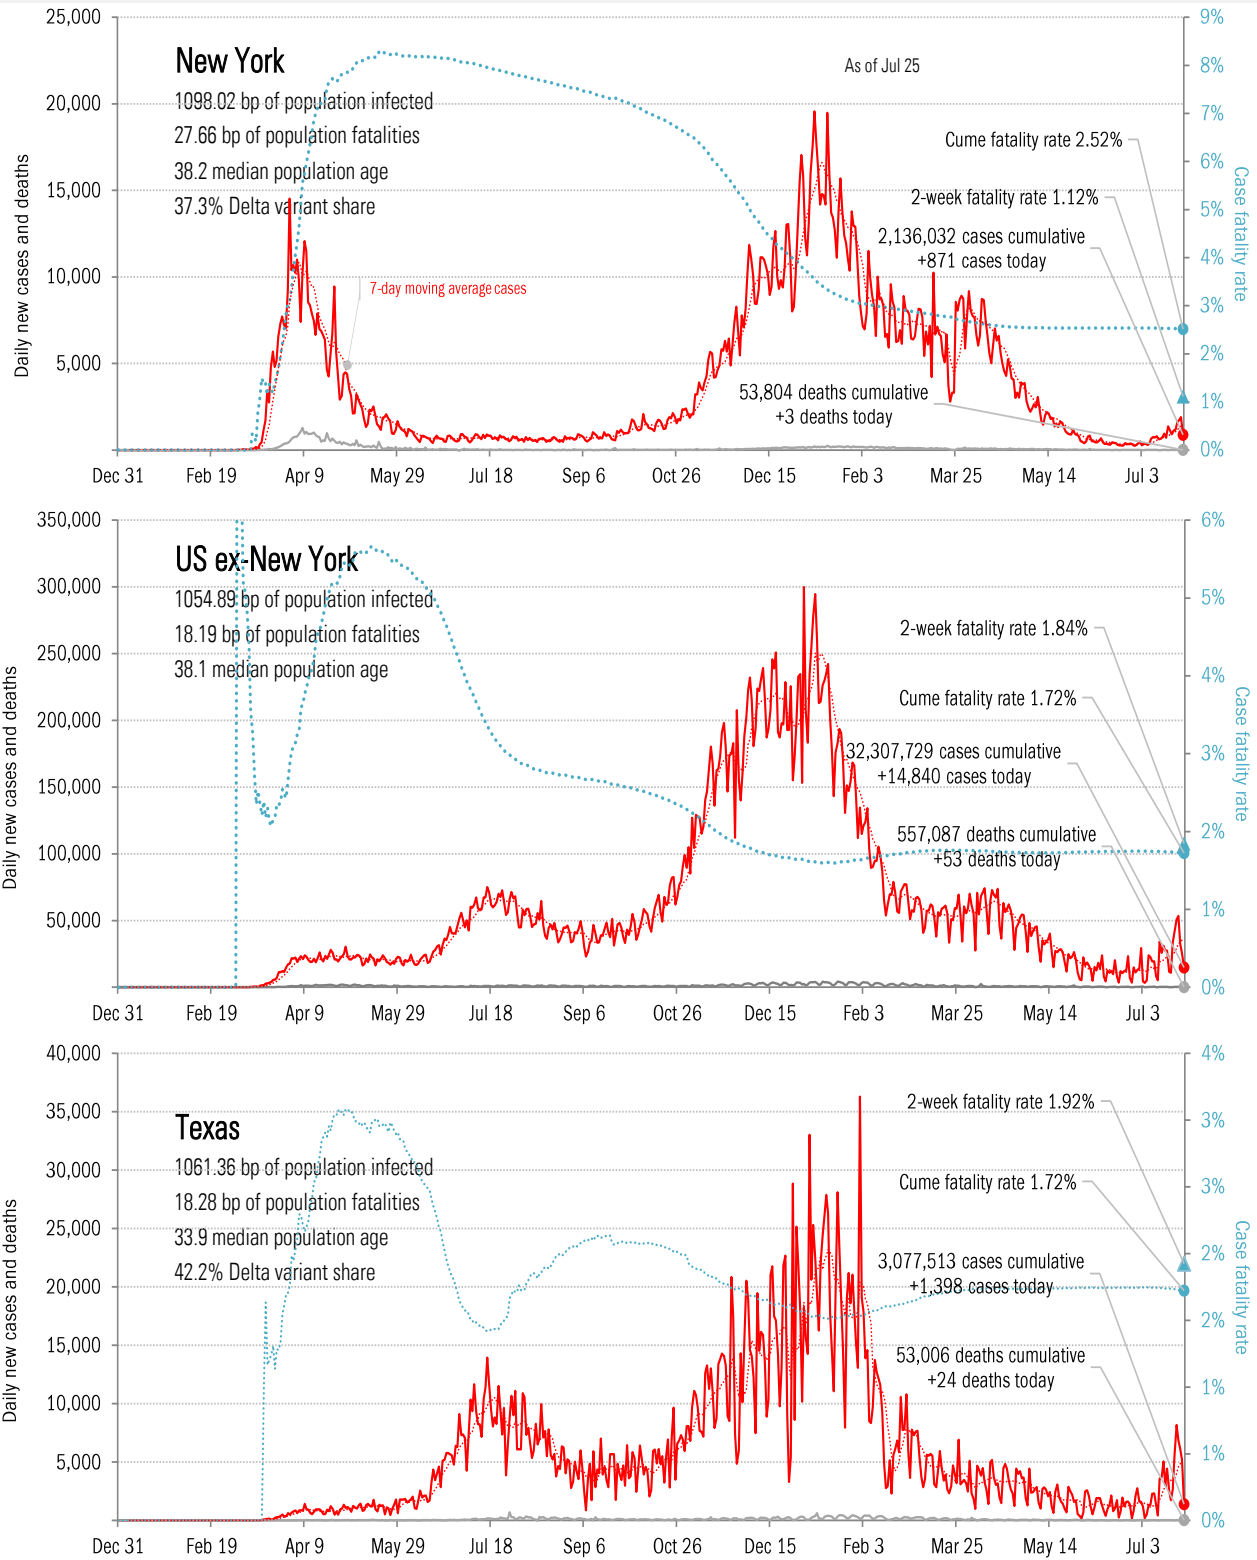 25,000
9%
New York
As of Jul 25
8%
1098.02 bp of population infected
20,000
7%
27.66 bp of population fatalities
Cume fatality rate 2.52%
6%
38.2 median population age
15,000
2-week fatality rate 1.12%
5%
37.3% Delta variant share
2,136,032 cases cumulative
+871 cases today
4%
10,000
7-day moving average cases
3%
5,000
2%
53,804 deaths cumulative
+3 deaths today
1%
0%
Daily new cases and deaths
Case fatality rate
Dec 31 Feb 19 Apr 9 May 29 Jul 18 Sep 6 Oct 26 Dec 15 Feb 3 Mar 25 May 14 Jul 3
350,000
6%
US ex-New York
300,000
1054.89 bp of population infected
5%
18.19 bp of population fatalities
2-week fatality rate 1.84%
250,000
38.1 median population age
4%
Cume fatality rate 1.72%
200,000
32,307,729 cases cumulative
+14,840 cases today
3%
150,000
557,087 deaths cumulative
+53 deaths today
2%
100,000
1%
50,000
0%
Daily new cases and deaths
Case fatality rate
Dec 31 Feb 19 Apr 9 May 29 Jul 18 Sep 6 Oct 26 Dec 15 Feb 3 Mar 25 May 14 Jul 3
40,000
4%
2-week fatality rate 1.92%
35,000
Texas
3%
30,000
1061.36 bp of population infected
Cume fatality rate 1.72%
3%
18.28 bp of population fatalities
25,000
33.9 median population age
2%
42.2% Delta variant share
3,077,513 cases cumulative
+1,398 cases today
20,000
2%
15,000
53,006 deaths cumulative
+24 deaths today
1%
10,000
1%
5,000
0%
Daily new cases and deaths
Case fatality rate
Dec 31 Feb 19 Apr 9 May 29 Jul 18 Sep 6 Oct 26 Dec 15 Feb 3 Mar 25 May 14 Jul 3